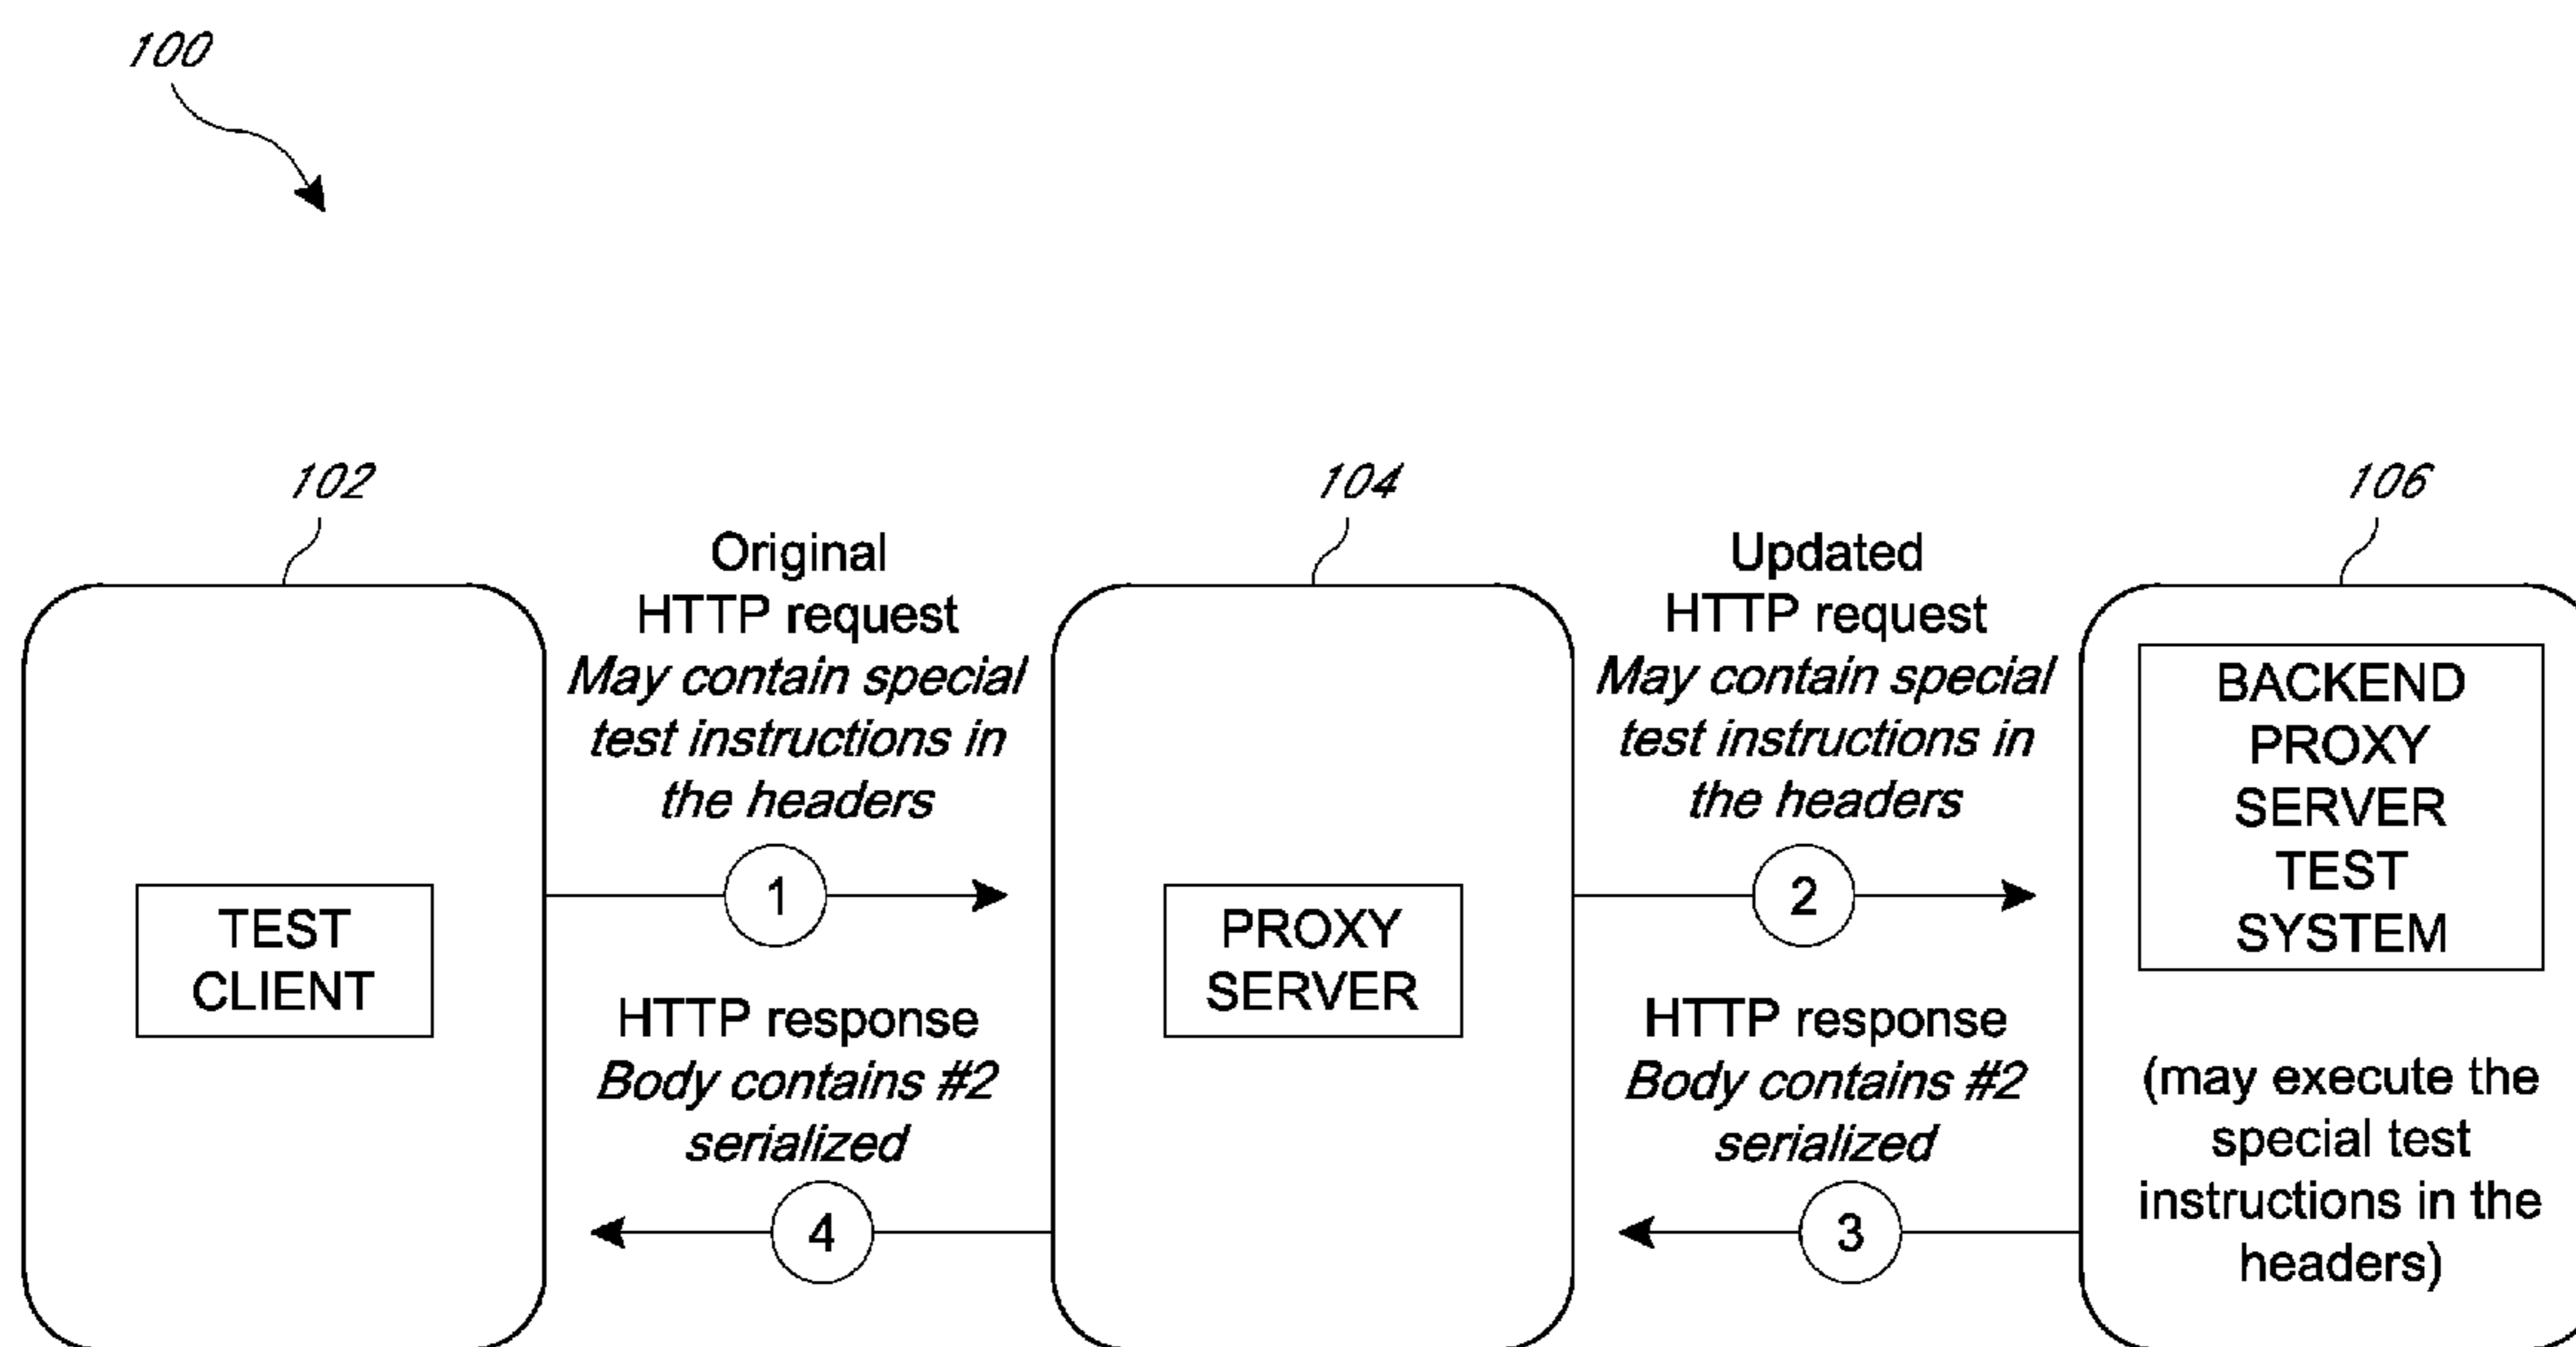 100
102
104
106
Original
HTTP request
May contain special
test instructions in
the headers
1
Updated
HTTP request
May contain special
test instructions in
the headers
2
TEST
CLIENT
PROXY
SERVER
BACKEND
PROXY
SERVER
TEST
SYSTEM
HTTP response
Body contains #2
serialized
4
HTTP response
Body contains #2
serialized
3
(may execute the
special test
instructions in the
headers)